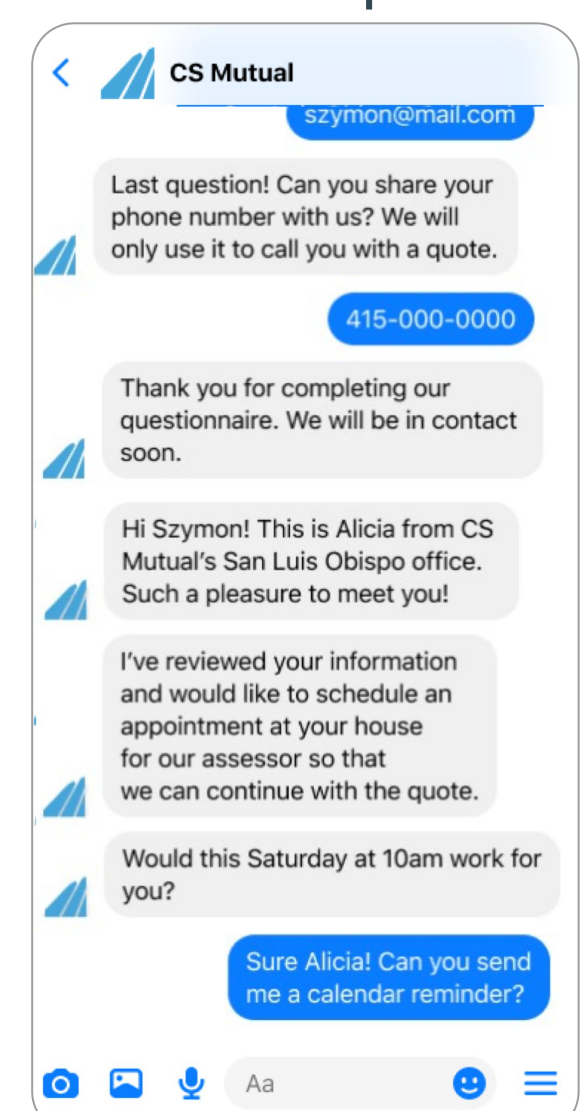 CS Mutual
szymon@mail.com
Last question! Can you share your
phone number with us? We will
only use it to call you with a quote.
415-000-0000
Thank you for completing our
questionnaire. We will be in contact
soon.
Hi Szymon! This is Alicia from CS
Mutual’s San Luis Obispo office.
Such a pleasure to meet you!
I’ve reviewed your information
and would like to schedule an
appointment at your house
for our assessor so that
we can continue with the quote.
Would this Saturday at 10am work for
you?
Sure Alicia! Can you send
me a calendar reminder?
Aa